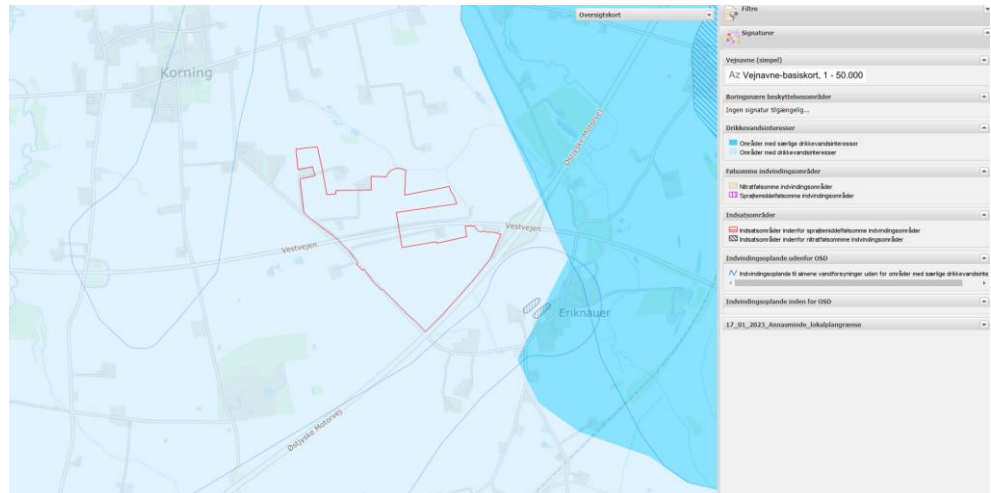 Korning
Vestvejen
Østjyske Motorvej
Østjyske Motorvej
Vestvejen
Eriknauer
Oversigtskort
Filtre
Signaturer
Vejnavne (simpel)
Az Vejnavne-basiskort, 1 - 50.000
Boringsnære beskyttelsesområder
Ingen signatur tilgængelig...
Drikkevandsinteresser
Områder med særlige drikkevandsinteresser
Områder med drikkevandsinteresser
Følsomme indvindingsområder
Nitratfølsomme indvindingsområder
Sprøjtemiddelfølsomme indvindingsområder
Indsatsområder
Indsatsområder indenfor sprøjtemiddelfølsomme indvindingsområder
Indsatsområder indenfor nitratfølsomme indvindingsområder
Indvindingsoplande udenfor OSD
Indvindingsoplande til almene vandforsyninger uden for områder med særlige drikkevandsinte
Indvindingsoplande inden for OSD
17_01_2023_Annasminde_lokalplangrænse